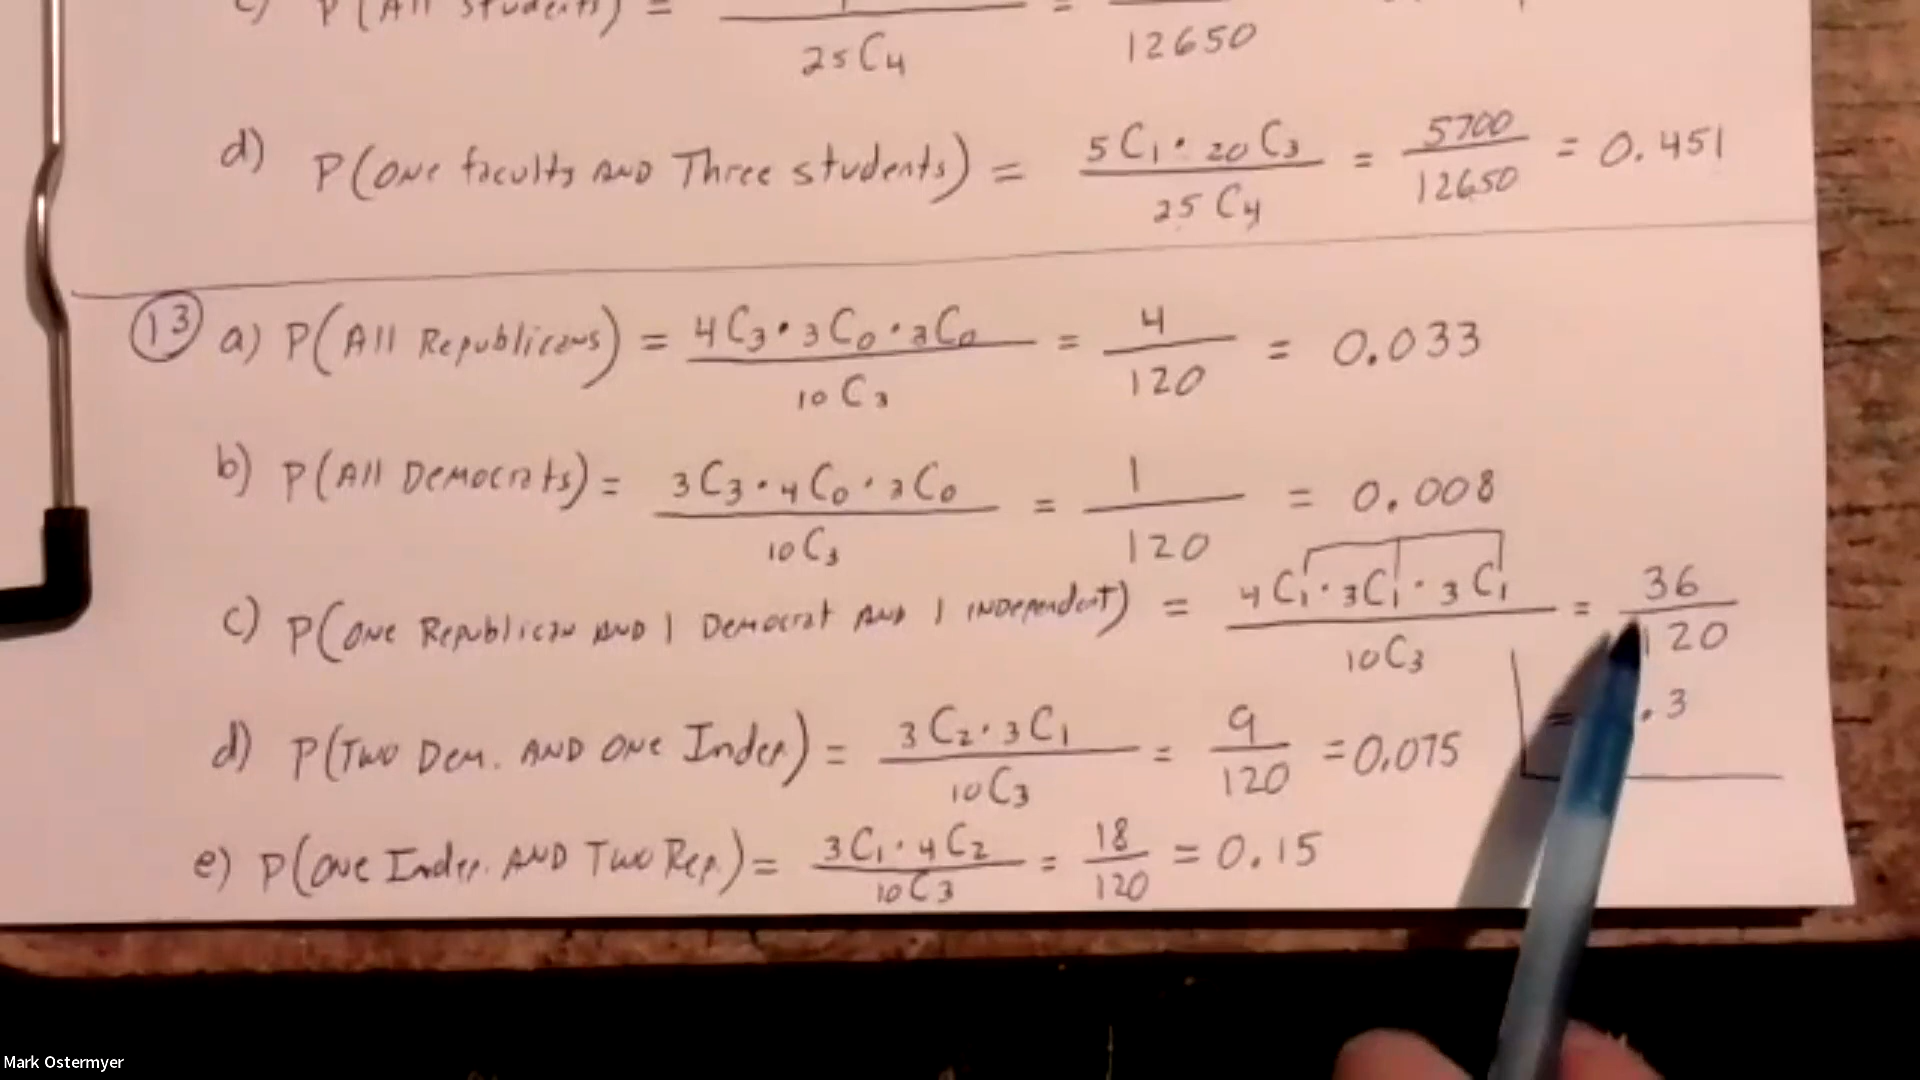 c) P(All students) =
25C4 12650
d) P(ONE faculty AND Three students) = 5C1 · 20C3 / 25C4 = 5700 / 12650 = 0.451
13 a) P(All Republicans) = 4C3 · 3C0 · 3C0 / 10C3 = 4 / 120 = 0.033
b) P(All Democrats) = 3C3 · 4C0 · 3C0 / 10C3 = 1 / 120 = 0.008
c) P(ONE Republican AND 1 Democrat AND 1 INDependent) = 4C1 · 3C1 · 3C1 / 10C3 = 36 / 120
= .3
d) P(Two Dem. AND ONE Indep.) = 3C2 · 3C1 / 10C3 = 9 / 120 = 0.075
e) P(ONE Indep. AND Two Rep.) = 3C1 · 4C2 / 10C3 = 18 / 120 = 0.15
Mark Ostermyer